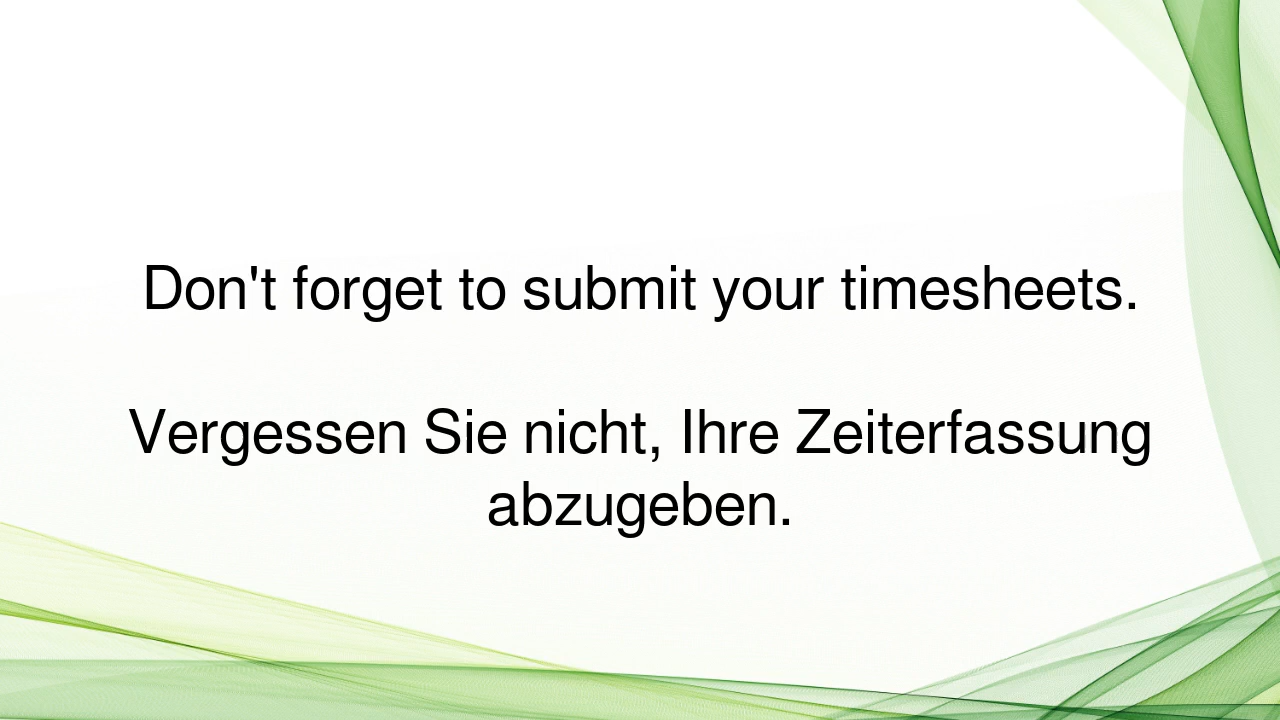 Don't forget to submit your timesheets.
Vergessen Sie nicht, Ihre Zeiterfassung
abzugeben.